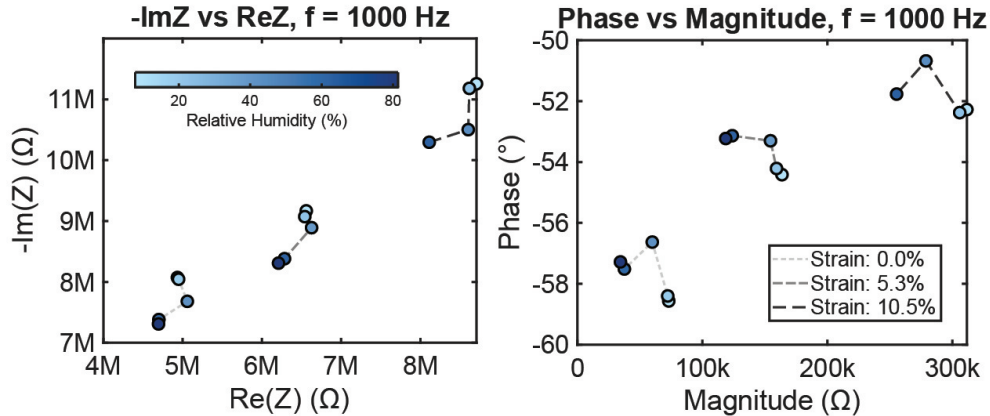 -ImZ vs ReZ, f = 1000 Hz
11M
10M
9M
8M
7M
-Im(Z) (Ω)
20 40 60 80
Relative Humidity (%)
4M 5M 6M 7M 8M
Re(Z) (Ω)
Phase vs Magnitude, f = 1000 Hz
-50
-52
-54
-56
-58
-60
Phase (°)
Strain: 0.0%
Strain: 5.3%
Strain: 10.5%
0 100k 200k 300k
Magnitude (Ω)